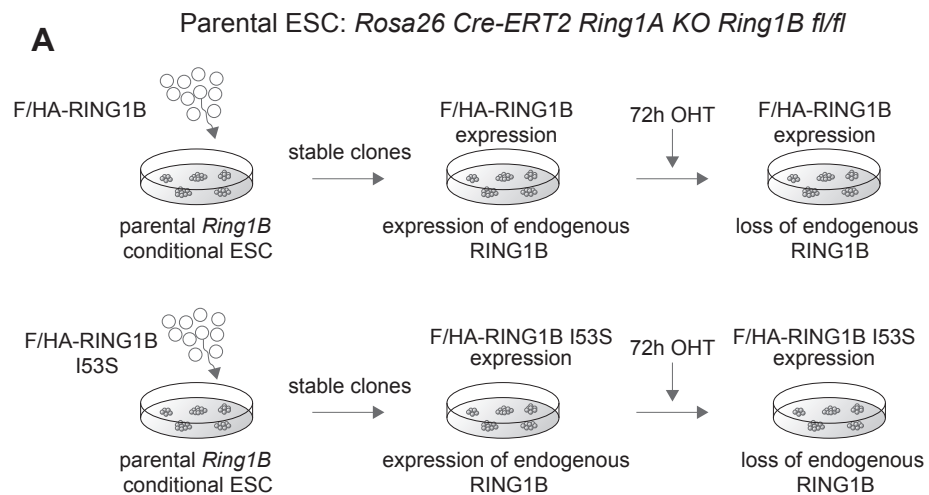 A
Parental ESC: Rosa26 Cre-ERT2 Ring1A KO Ring1B fl/fl
F/HA-RING1B
parental Ring1B
conditional ESC
stable clones
F/HA-RING1B
expression
expression of endogenous
RING1B
72h OHT
F/HA-RING1B
expression
loss of endogenous
RING1B
F/HA-RING1B
I53S
parental Ring1B
conditional ESC
stable clones
F/HA-RING1B I53S
expression
expression of endogenous
RING1B
72h OHT
F/HA-RING1B I53S
expression
loss of endogenous
RING1B